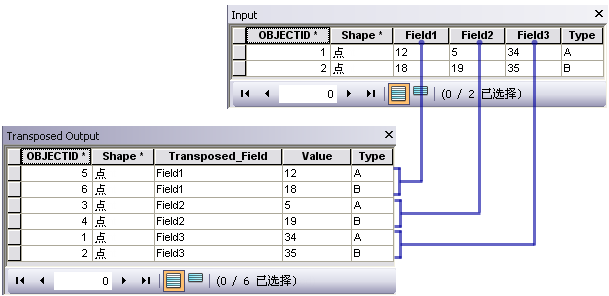 Input
OBJECTID * Shape * Field1 Field2 Field3 Type
1 点 12 5 34 A
2 点 18 19 35 B
0 (0 / 2 已选择)
Transposed Output
OBJECTID * Shape * Transposed_Field Value Type
5 点 Field1 12 A
6 点 Field1 18 B
3 点 Field2 5 A
4 点 Field2 19 B
1 点 Field3 34 A
2 点 Field3 35 B
0 (0 / 6 已选择)